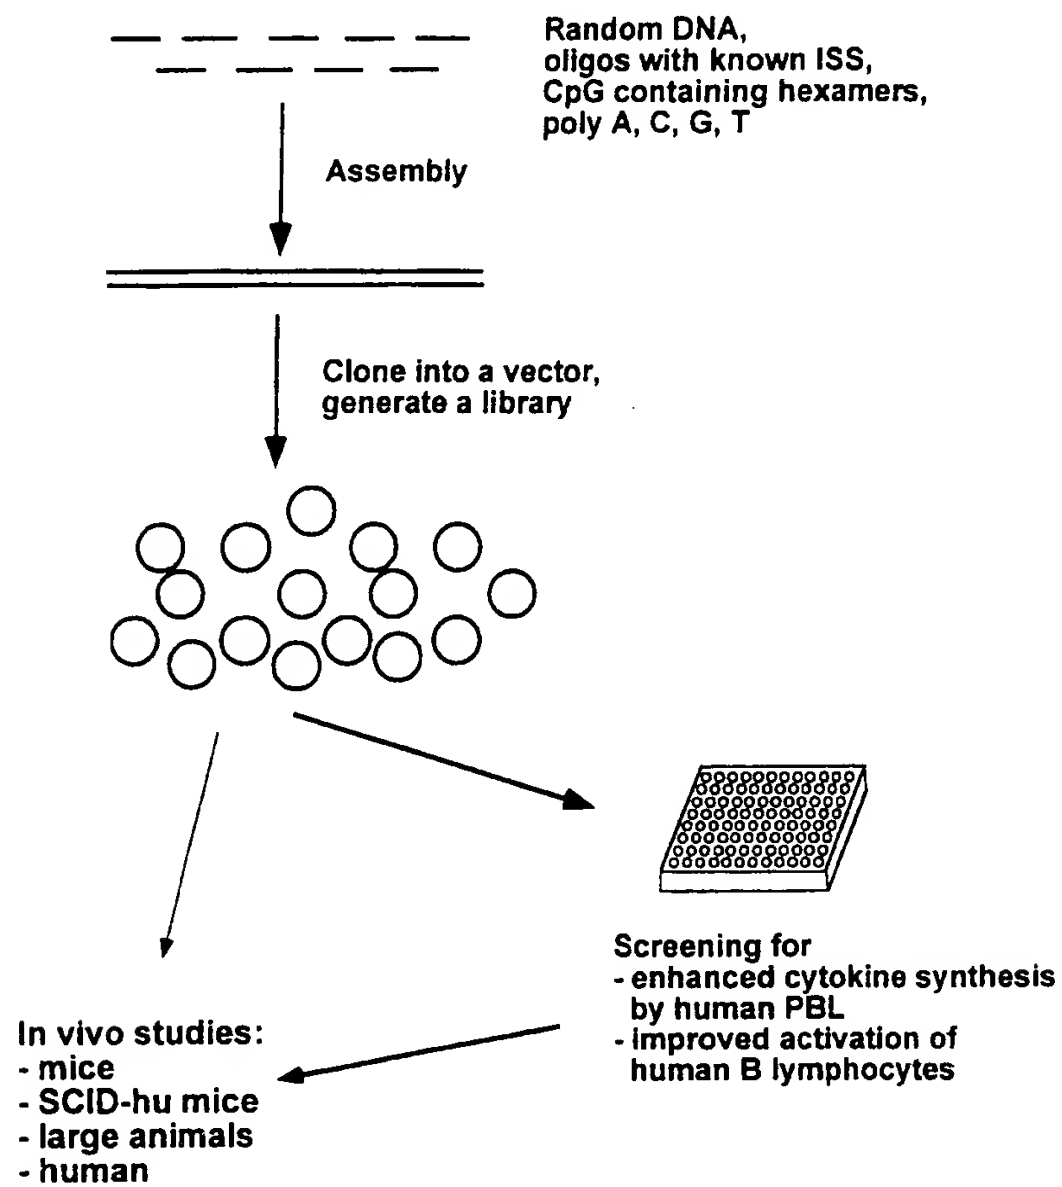 Random DNA,
oligos with known ISS,
CpG containing hexamers,
poly A, C, G, T
Assembly
Clone into a vector,
generate a library
Screening for
- enhanced cytokine synthesis
by human PBL
- improved activation of
human B lymphocytes
In vivo studies:
- mice
- SCID-hu mice
- large animals
- human